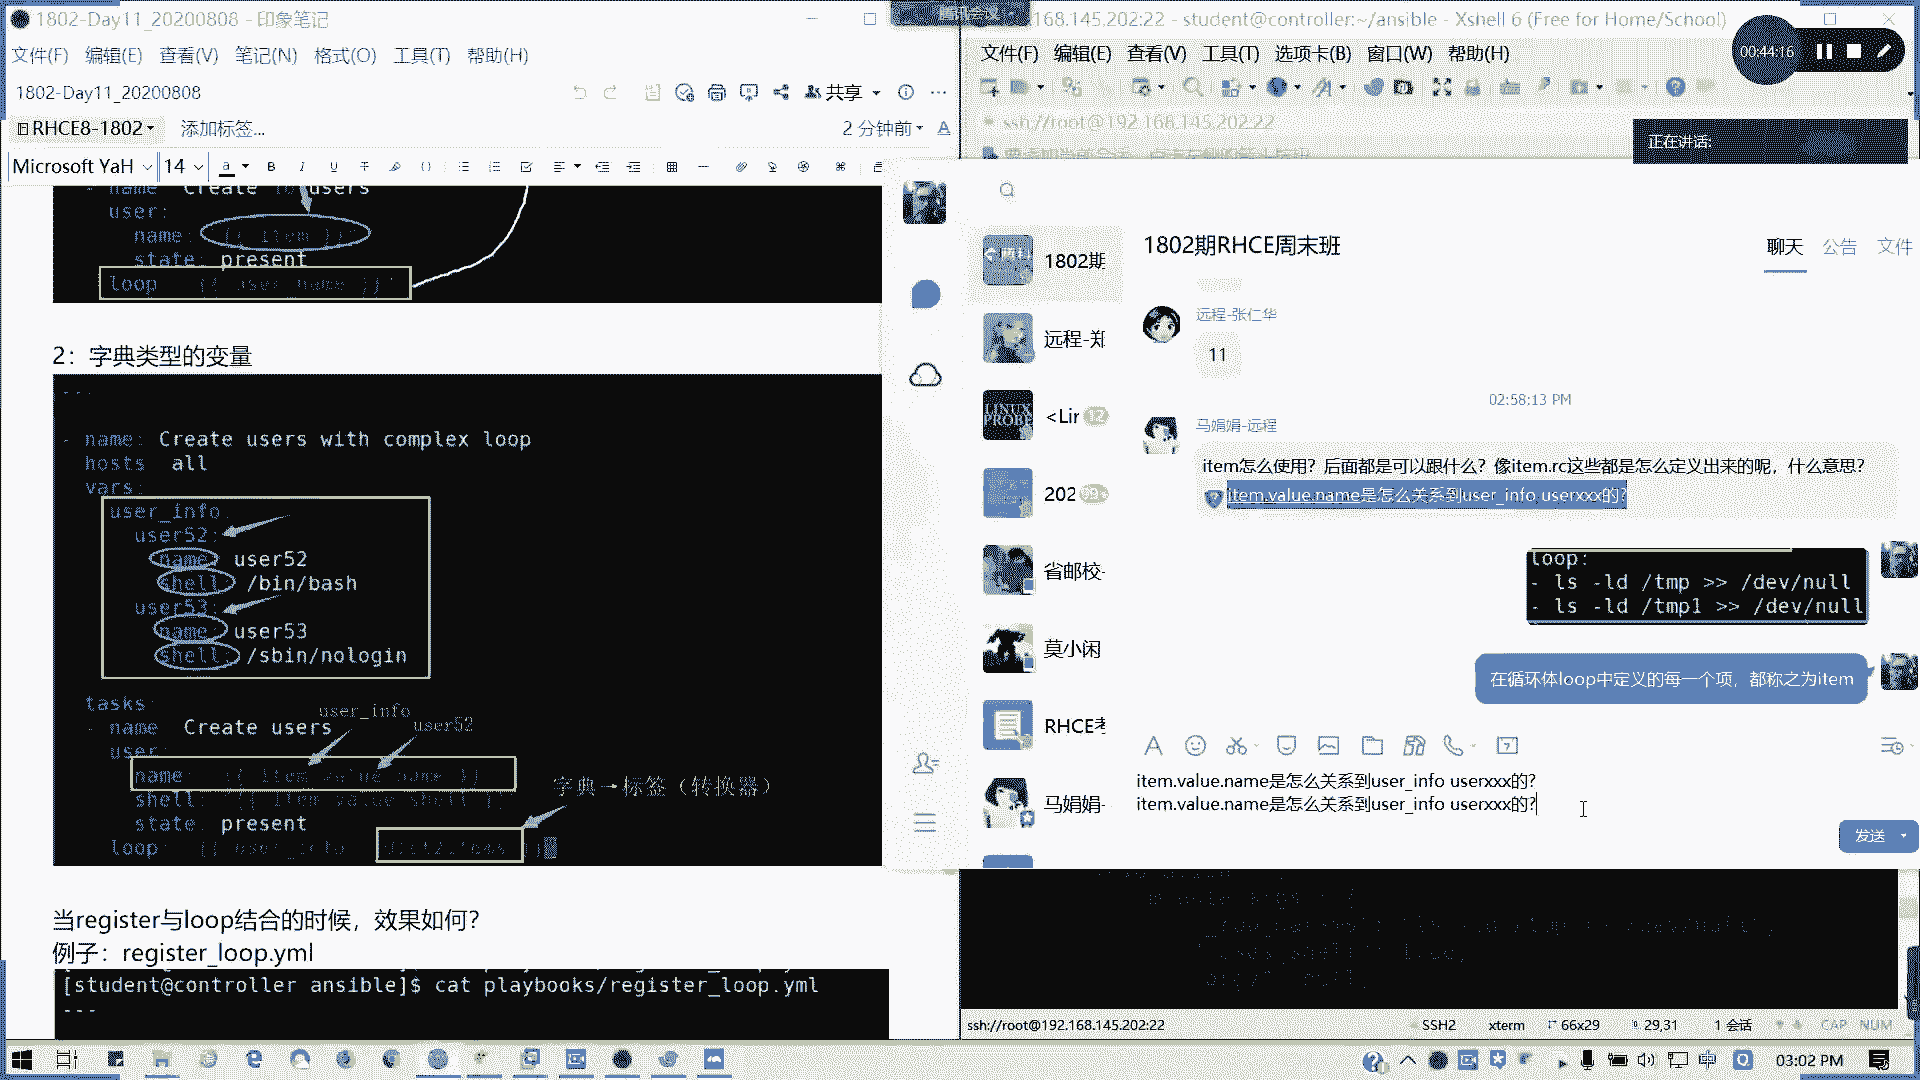 1802-Day11_20200808 - 印象笔记
文件(F) 编辑(E) 查看(V) 笔记(N) 格式(O) 工具(T) 帮助(H)
1802-Day11_20200808
共享
RHCE8-1802
添加标签...
2 分钟前
Microsoft YaH 14
user:
name:
state: present
loop
2：字典类型的变量
---
- name: Create users with complex loop
hosts all
vars:
user_info:
user52:
name: user52
shell: /bin/bash
user53:
name: user53
shell: /sbin/nologin
tasks
- name Create users
user_info
user52
user:
name: {{ item value name }}
shell: {{ item value shell }}
state: present
字典→标签（转换器）
loop:
当register与loop结合的时候，效果如何？
例子：register_loop.yml
[student@controller ansible]$ cat playbooks/register_loop.yml
---
腾讯会议
168.145.202:22 - student@controller:~/ansible - Xshell 6 (Free for Home/School)
文件(F) 编辑(E) 查看(V) 工具(T) 选项卡(B) 窗口(W) 帮助(H)
00:44:16
ssh://root@192.168.145.202:22
正在讲话:
1802期
远程-郑
<Lir 12
202 99+
省邮校-
莫小闲
RHCE考
马娟娟-
1802期RHCE周末班
聊天 公告 文件
远程-张仁华
11
02:58:13 PM
马娟娟-远程
item怎么使用？后面都是可以跟什么？像item.rc这些都是怎么定义出来的呢，什么意思？
item.value.name是怎么关系到user_info userxxx的?
loop:
- ls -ld /tmp >> /dev/null
- ls -ld /tmp1 >> /dev/null
在循环体loop中定义的每一个项，都称之为item
item.value.name是怎么关系到user_info userxxx的?
item.value.name是怎么关系到user_info userxxx的?
发送
ssh://root@192.168.145.202:22 SSH2 xterm 66x29 29,31 1 会话 CAP NUM
中
03:02 PM